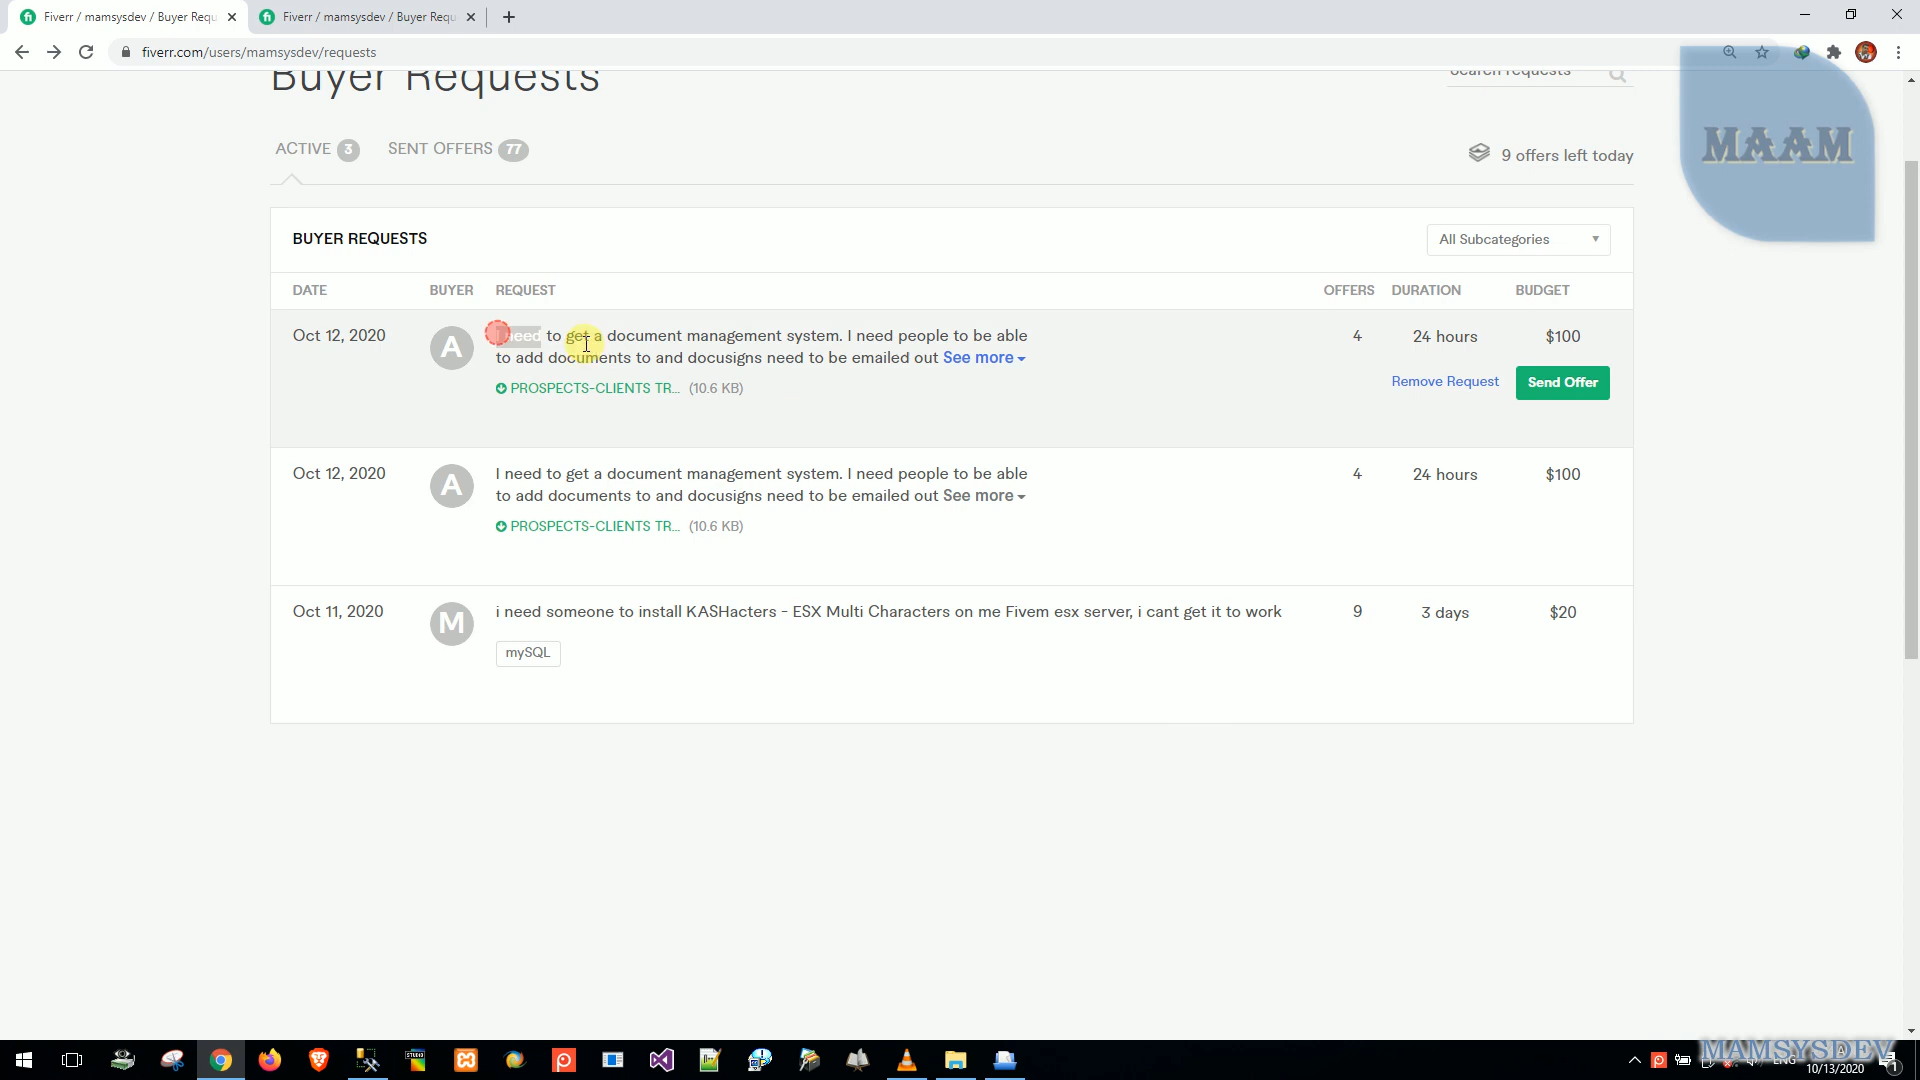 Fiverr / mamsysdev / Buyer Requ
Fiverr / mamsysdev / Buyer Requ
fiverr.com/users/mamsysdev/requests
Buyer Requests
Search requests
MAAM
ACTIVE 3
SENT OFFERS 77
9 offers left today
BUYER REQUESTS
All Subcategories
DATE BUYER REQUEST OFFERS DURATION BUDGET
Oct 12, 2020 A I need to get a document management system. I need people to be able 4 24 hours $100
to add documents to and docusigns need to be emailed out See more
Remove Request Send Offer
PROSPECTS-CLIENTS TR... (10.6 KB)
Oct 12, 2020 A I need to get a document management system. I need people to be able 4 24 hours $100
to add documents to and docusigns need to be emailed out See more
PROSPECTS-CLIENTS TR... (10.6 KB)
Oct 11, 2020 M i need someone to install KASHacters - ESX Multi Characters on me Fivem esx server, i cant get it to work 9 3 days $20
mySQL
MAMSYSDEV
ENG
10/13/2020
1